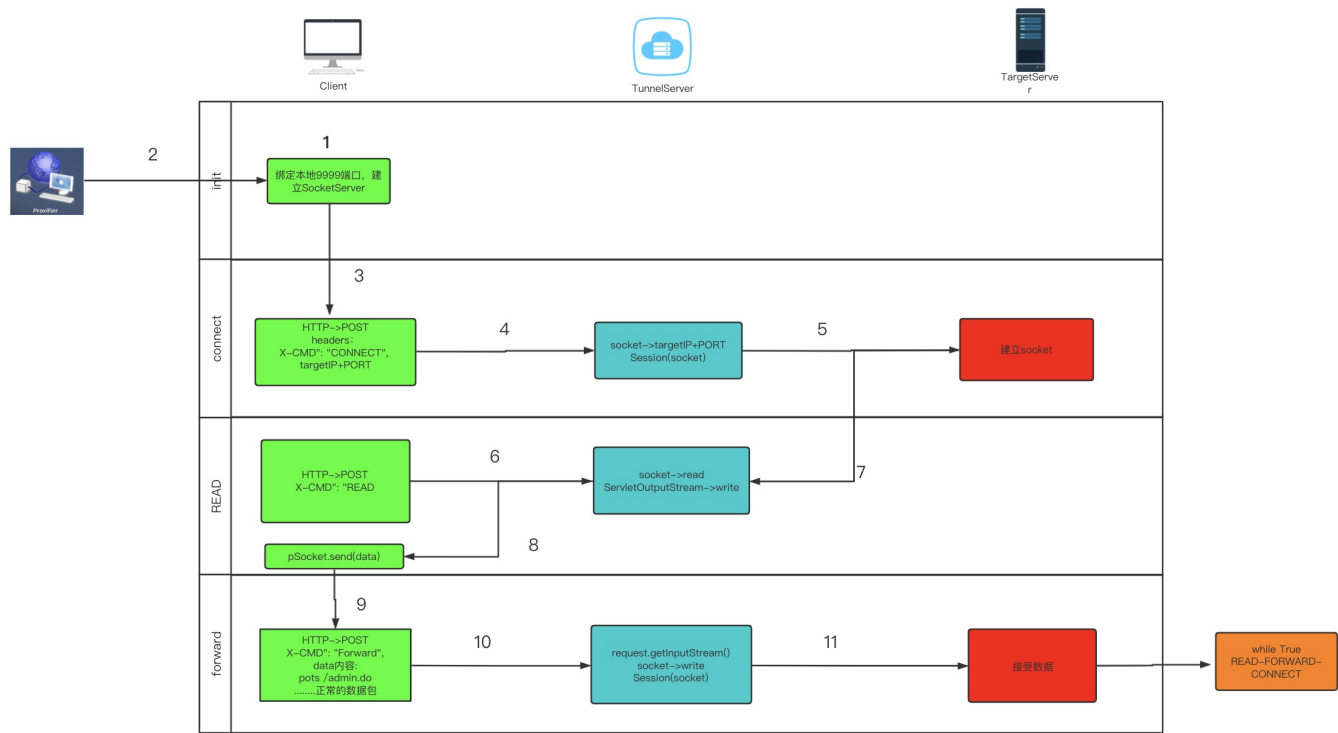 Client
TunnelServer
TargetServe
r
Proxifier
init
1
2
绑定本地9999端口，建
立SocketServer
3
connect
HTTP->POST
headers：
X-CMD": "CONNECT",
targetIP+PORT
4
socket->targetIP+PORT
Session(socket)
5
建立socket
READ
HTTP->POST
X-CMD": "READ
6
socket->read
ServletOutputStream->write
7
pSocket.send(data)
8
9
forward
HTTP->POST
X-CMD": "Forward",
data内容:
pots /admin.do
........正常的数据包
10
request.getInputStream()
socket->write
Session(socket)
11
接受数据
while True
READ-FORWARD-
CONNECT